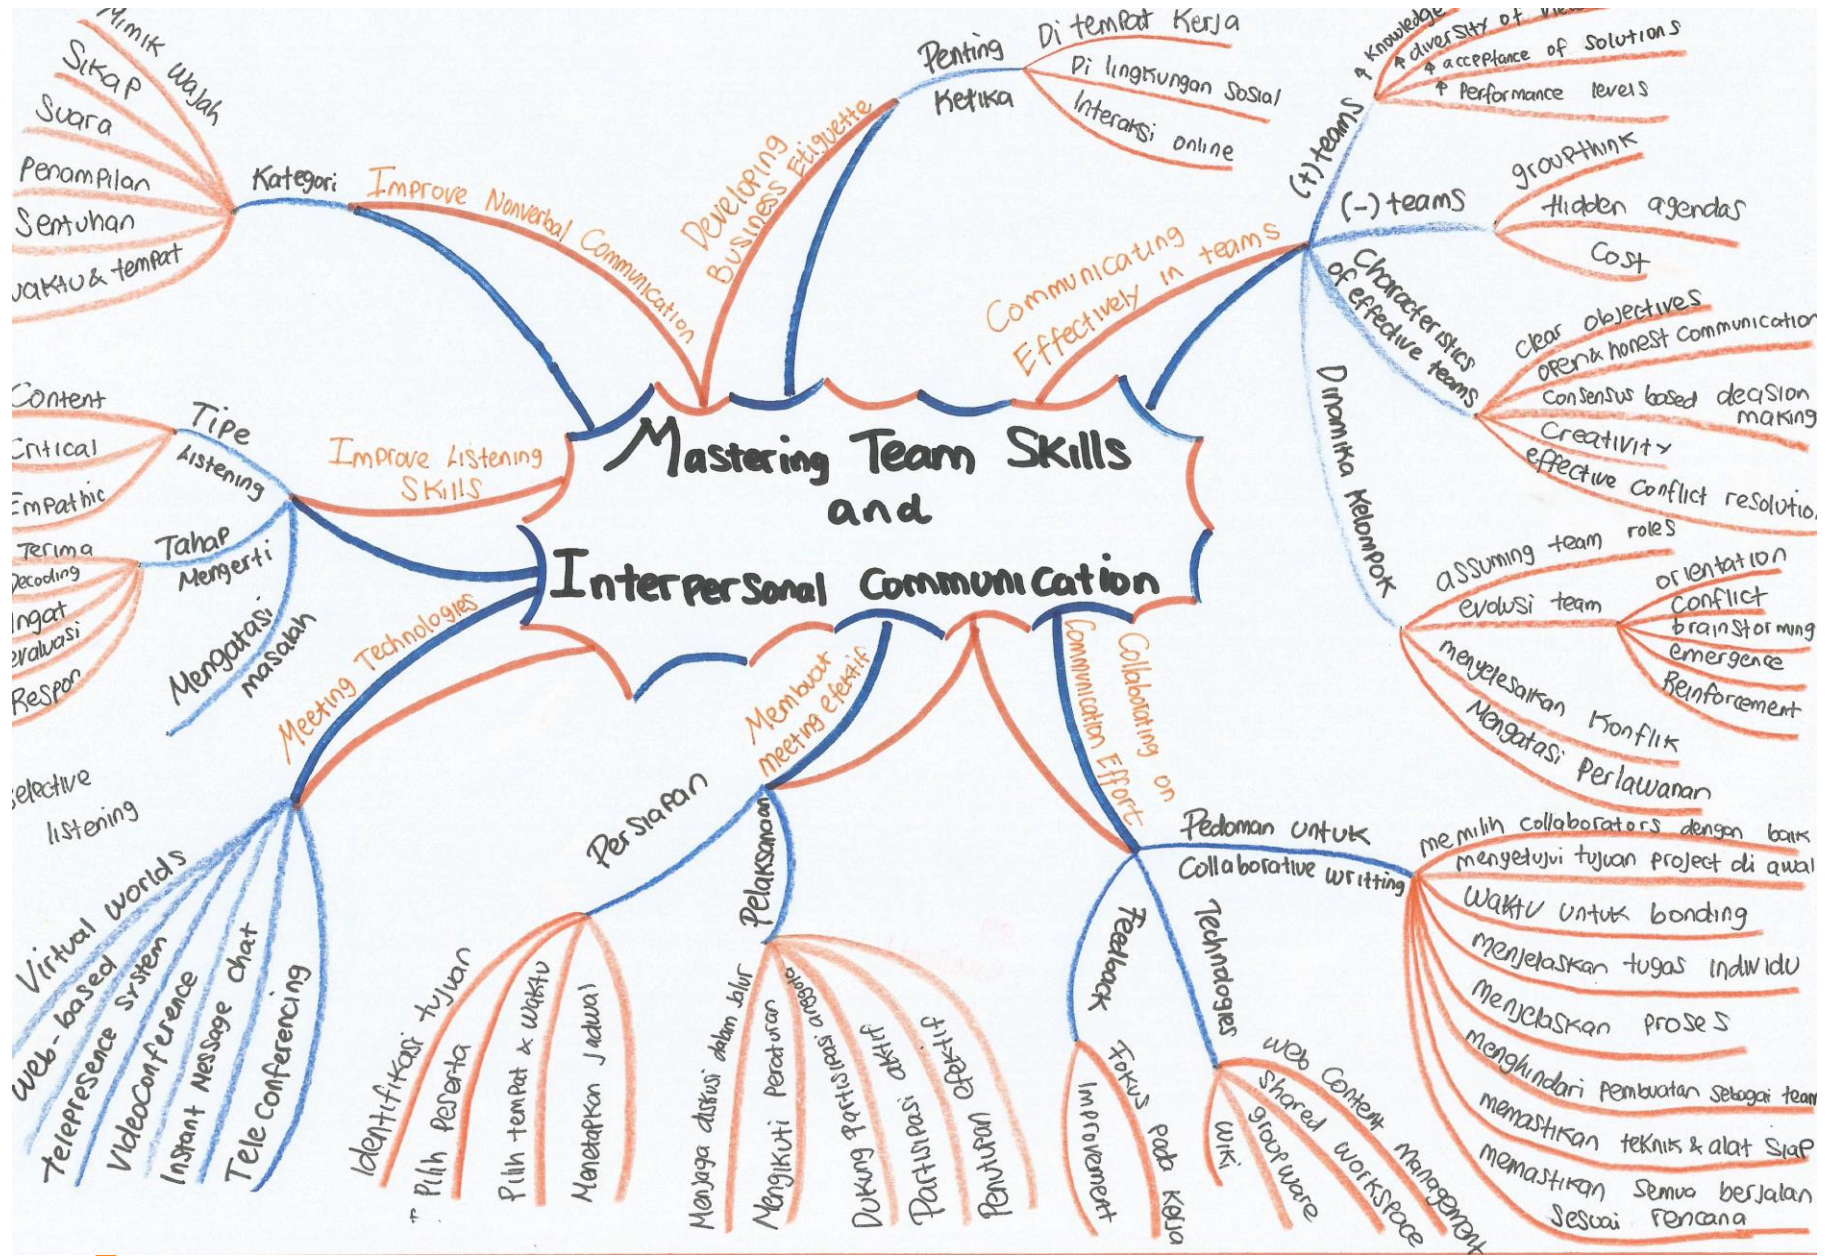 Mastering Team Skills
and
Interpersonal Communication
Improve Nonverbal Communication
Kategori
Mimik wajah
Sikap
Suara
Penampilan
Sentuhan
waktu & tempat
Developing
Business Etiquette
Penting
Ketika
Di tempat kerja
Di lingkungan sosial
Interaksi online
Communicating
Effectively in teams
(+) teams
↑ Knowledge
↑ diversity of view
↑ acceptance of solutions
↑ Performance levels
(-) teams
groupthink
Hidden agendas
Cost
Characteristics
of effective teams
clear objectives
open & honest communication
consensus based decision
making
Creativity
effective conflict resolutio
Dinamika Kelompok
assuming team roles
evolusi team
orientation
conflict
brainstorming
emergence
Reinforcement
menyelesaikan Konflik
Mengatasi Perlawanan
Improve Listening
Skills
Tipe
Listening
Content
Critical
Empathic
Tahap
Mengerti
Terima
Decoding
Ingat
evaluasi
Respon
Mengatasi
masalah
selective
listening
Meeting Technologies
Virtual worlds
Web-based
telepresence system
VideoConference
Instant Message chat
Tele Conferencing
Membuat
meeting efektif
Persiapan
Identifikasi tujuan
Pilih peserta
Pilih tempat & waktu
Menetapkan jadwal
Pelaksanaan
Menjaga diskusi dalam jalur
Mengikuti peraturan
Dukung partisipasi anggota
Partisipasi aktif
Penutupan efektif
Collaborating on
Communication Effort
Feedback
Fokus pada kerja
Improvement
Technologies
Web Content management
Shared workspace
groupware
wiki
Pedoman untuk
Collaborative writting
memilih collaborators dengan baik
mengetujui tujuan project di awal
Waktu untuk bonding
menjelaskan tugas individu
menjelaskan proses
menghindari pembuatan sebagai team
memastikan teknik & alat siap
memastikan semua berjalan
sesuai rencana